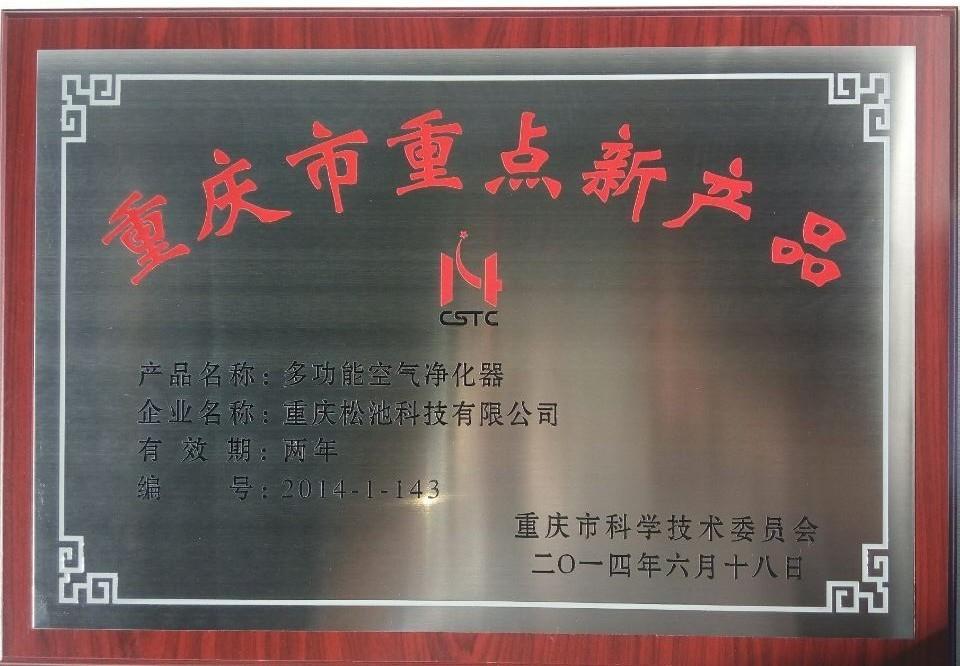 重庆市重点新产品
CSTC
产品名称：多功能空气净化器
企业名称：重庆松池科技有限公司
有效期：两年
编号：2014-1-143
重庆市科学技术委员会
二〇一四年六月十八日